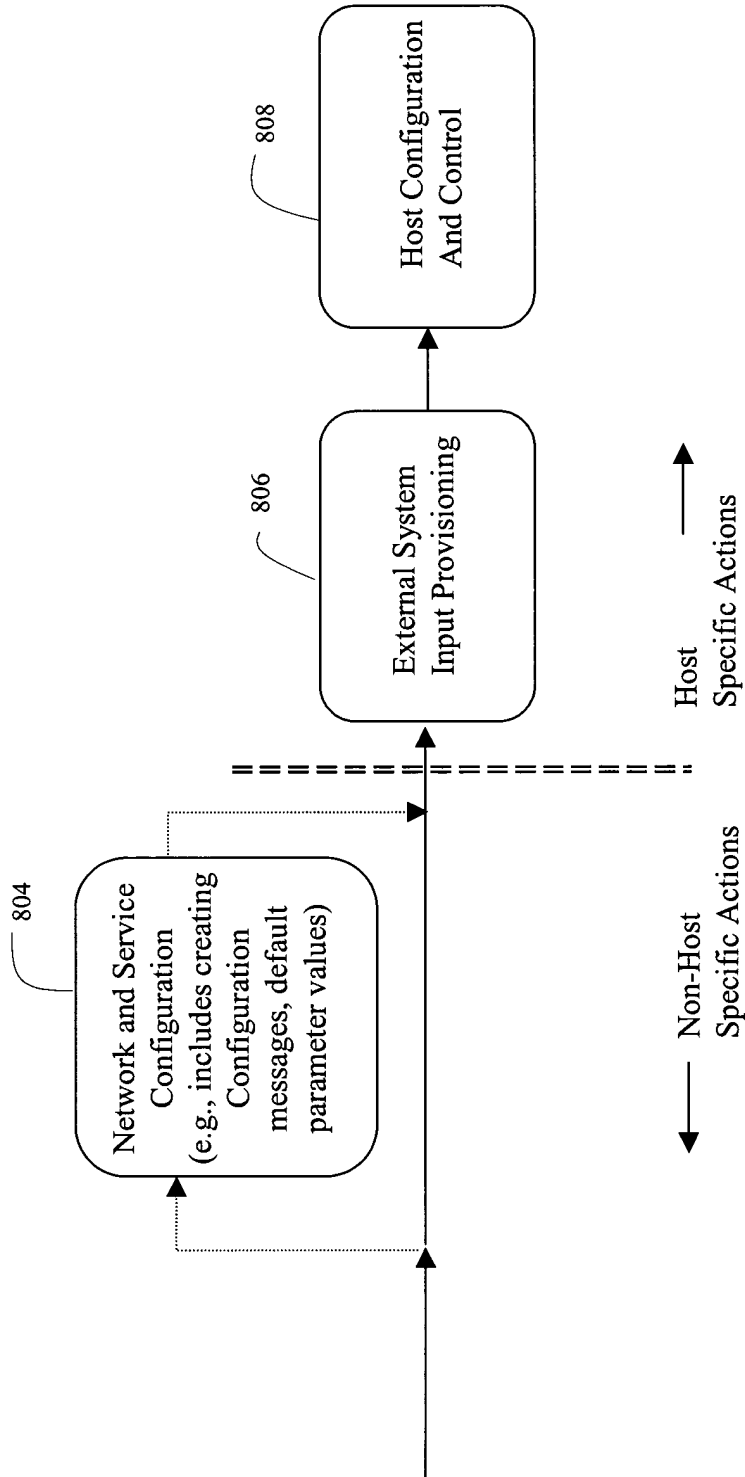 804
Network and Service
Configuration
(e.g., includes creating
Configuration
messages, default
parameter values)
806
External System
Input Provisioning
808
Host Configuration
And Control
Non-Host
Specific Actions
Host
Specific Actions